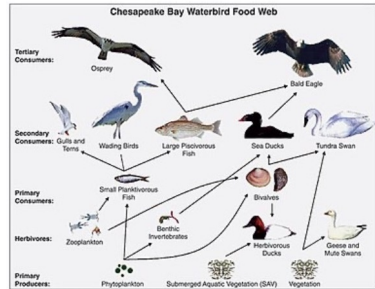 Chesapeake Bay Waterbird Food Web
Tertiary
Consumers:
Osprey
Bald Eagle
Secondary
Consumers:
Gulls and
Terns
Wading Birds
Large Piscivorous
Fish
Sea Ducks
Tundra Swan
Primary
Consumers:
Small Planktivorous
Fish
Bivalves
Herbivores:
Zooplankton
Benthic
Invertebrates
Herbivorous
Ducks
Geese and
Mute Swans
Primary
Producers:
Phytoplankton
Submerged Aquatic Vegetation (SAV)
Vegetation